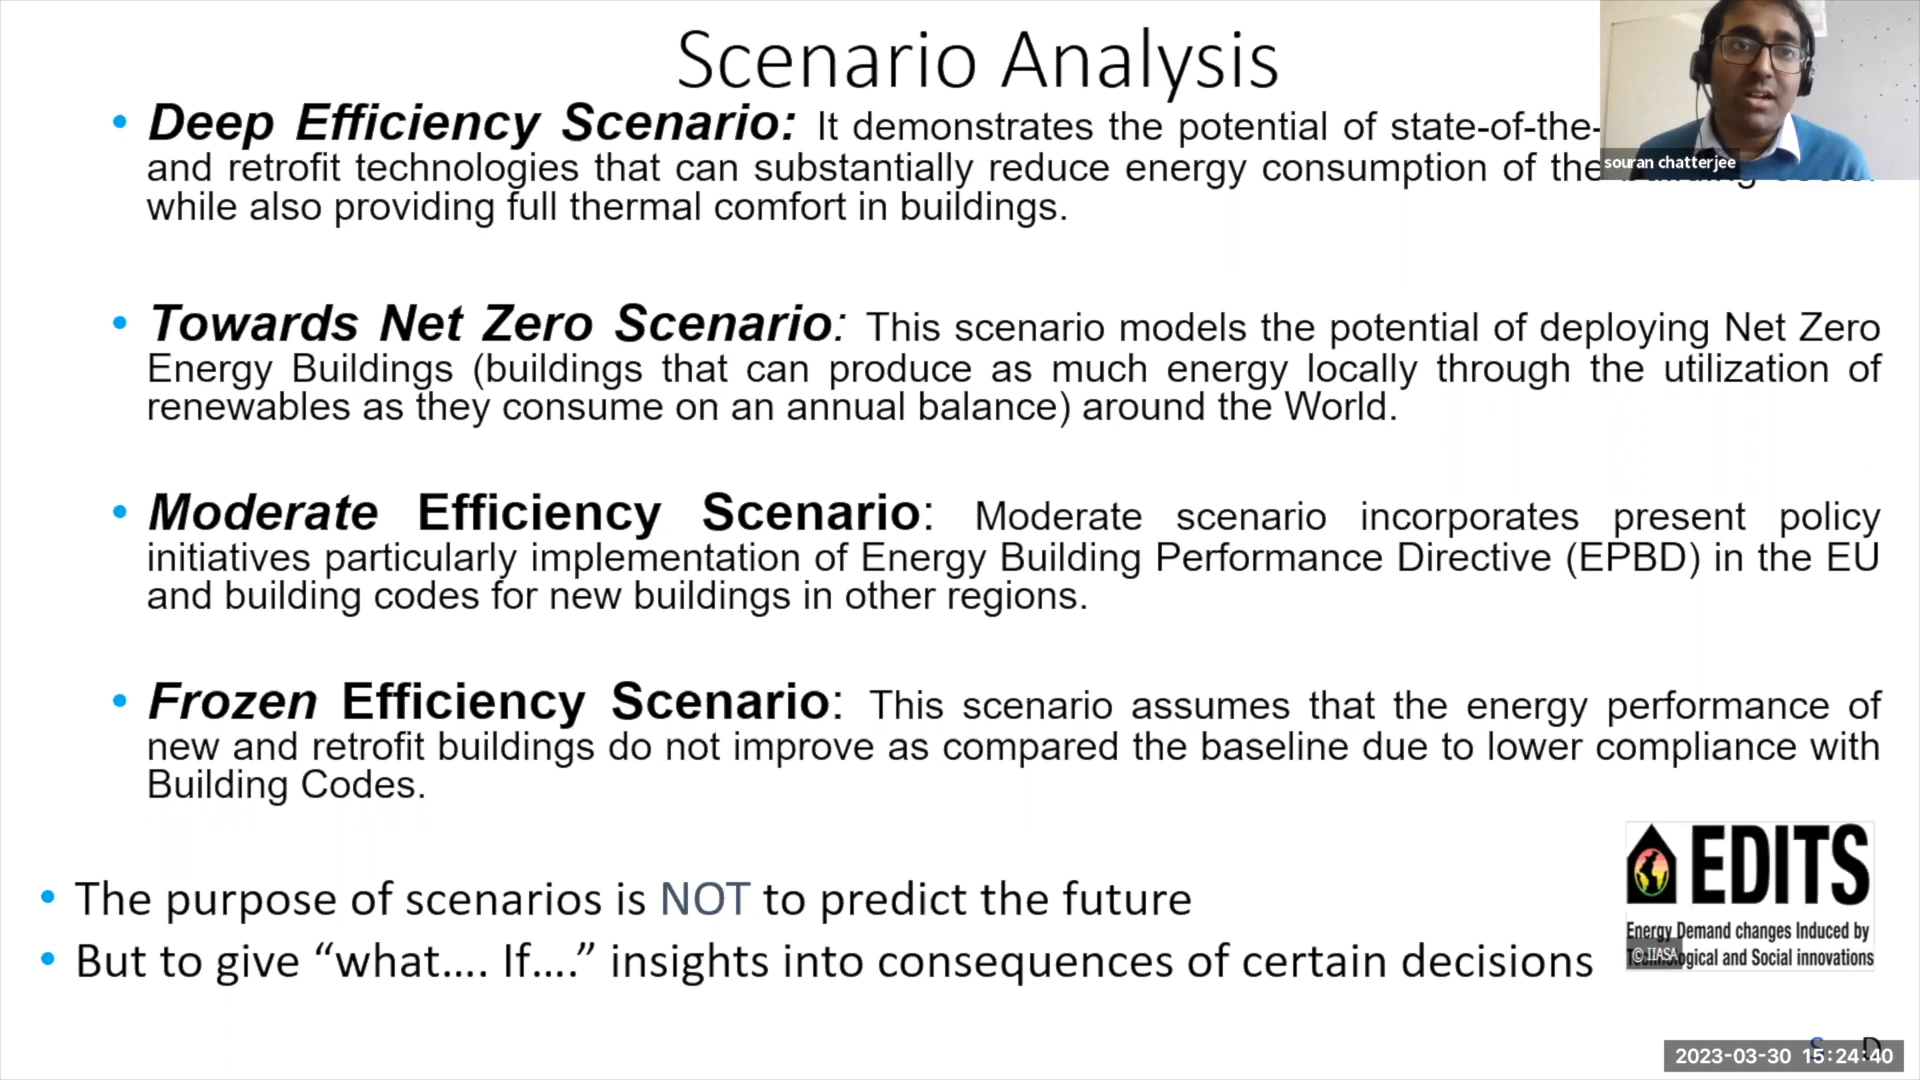 Scenario Analysis
• Deep Efficiency Scenario: It demonstrates the potential of state-of-the-
and retrofit technologies that can substantially reduce energy consumption of the
while also providing full thermal comfort in buildings.
souran chatterjee
• Towards Net Zero Scenario: This scenario models the potential of deploying Net Zero
Energy Buildings (buildings that can produce as much energy locally through the utilization of
renewables as they consume on an annual balance) around the World.
• Moderate Efficiency Scenario: Moderate scenario incorporates present policy
initiatives particularly implementation of Energy Building Performance Directive (EPBD) in the EU
and building codes for new buildings in other regions.
• Frozen Efficiency Scenario: This scenario assumes that the energy performance of
new and retrofit buildings do not improve as compared the baseline due to lower compliance with
Building Codes.
• The purpose of scenarios is NOT to predict the future
• But to give “what.... If....” insights into consequences of certain decisions
EDITS
Energy Demand changes Induced by
Technological and Social innovations
© IIASA
2023-03-30 15:24:40